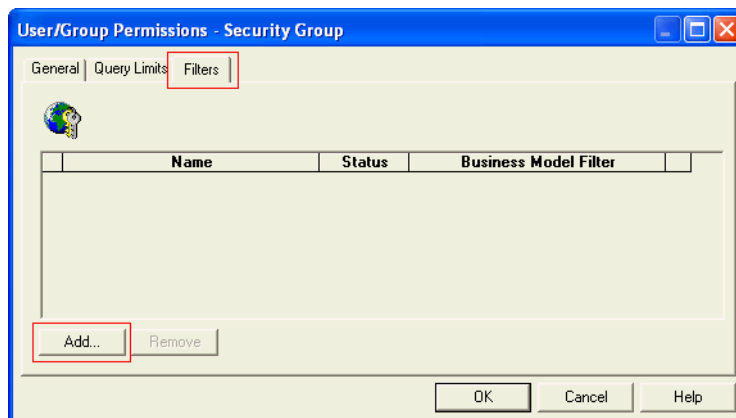 User/Group Permissions - Security Group
General Query Limits Filters
Name Status Business Model Filter
Add... Remove
OK Cancel Help